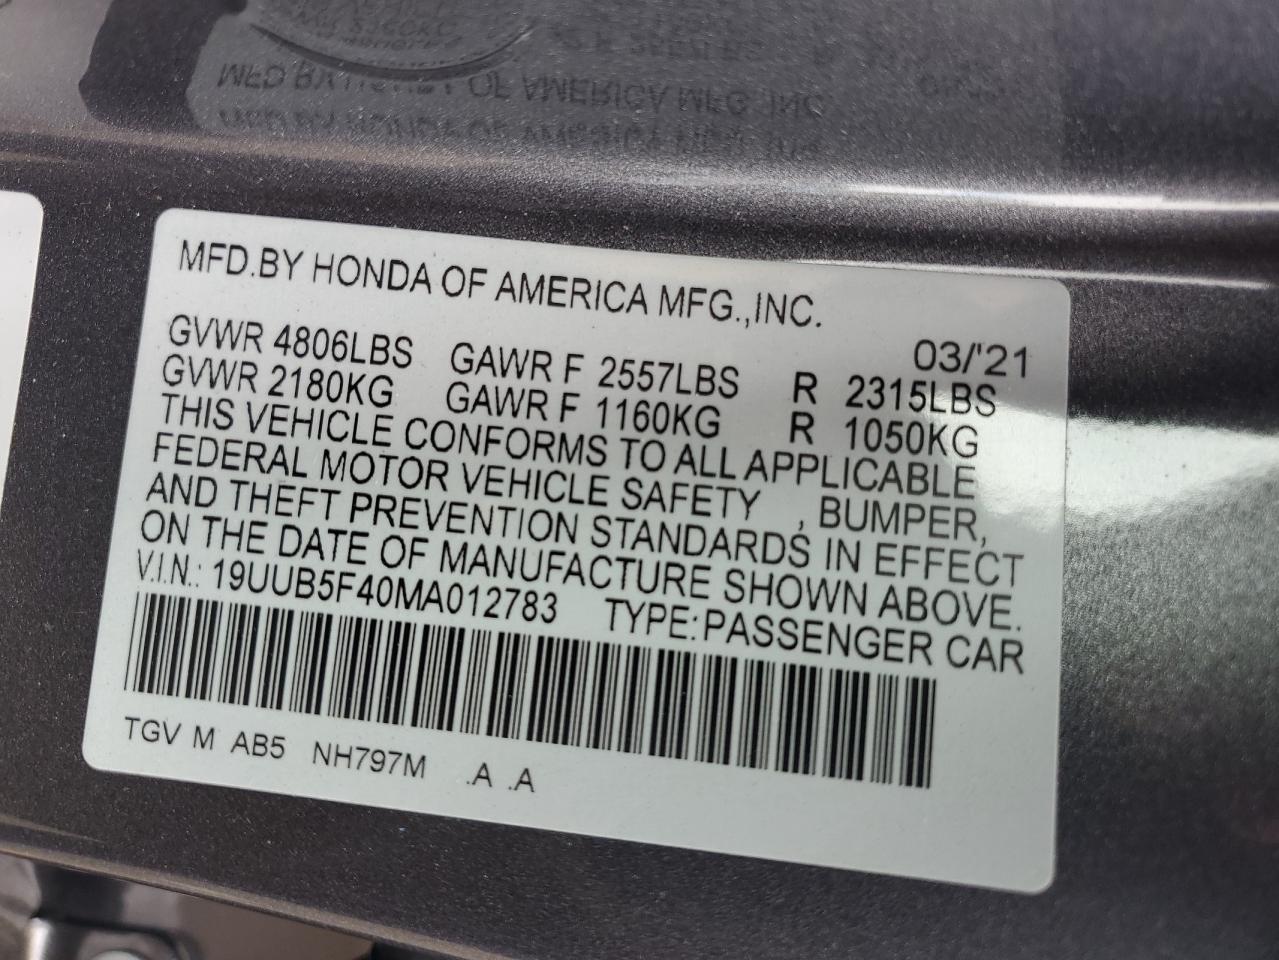 MFD.BY HONDA OF AMERICA MFG.,INC.
03/'21
GVWR 4806LBS GAWR F 2557LBS R 2315LBS
GVWR 2180KG GAWR F 1160KG R 1050KG
THIS VEHICLE CONFORMS TO ALL APPLICABLE
FEDERAL MOTOR VEHICLE SAFETY , BUMPER,
AND THEFT PREVENTION STANDARDS IN EFFECT
ON THE DATE OF MANUFACTURE SHOWN ABOVE.
V.I.N.: 19UUB5F40MA012783 TYPE:PASSENGER CAR
TGV M AB5 NH797M .A .A